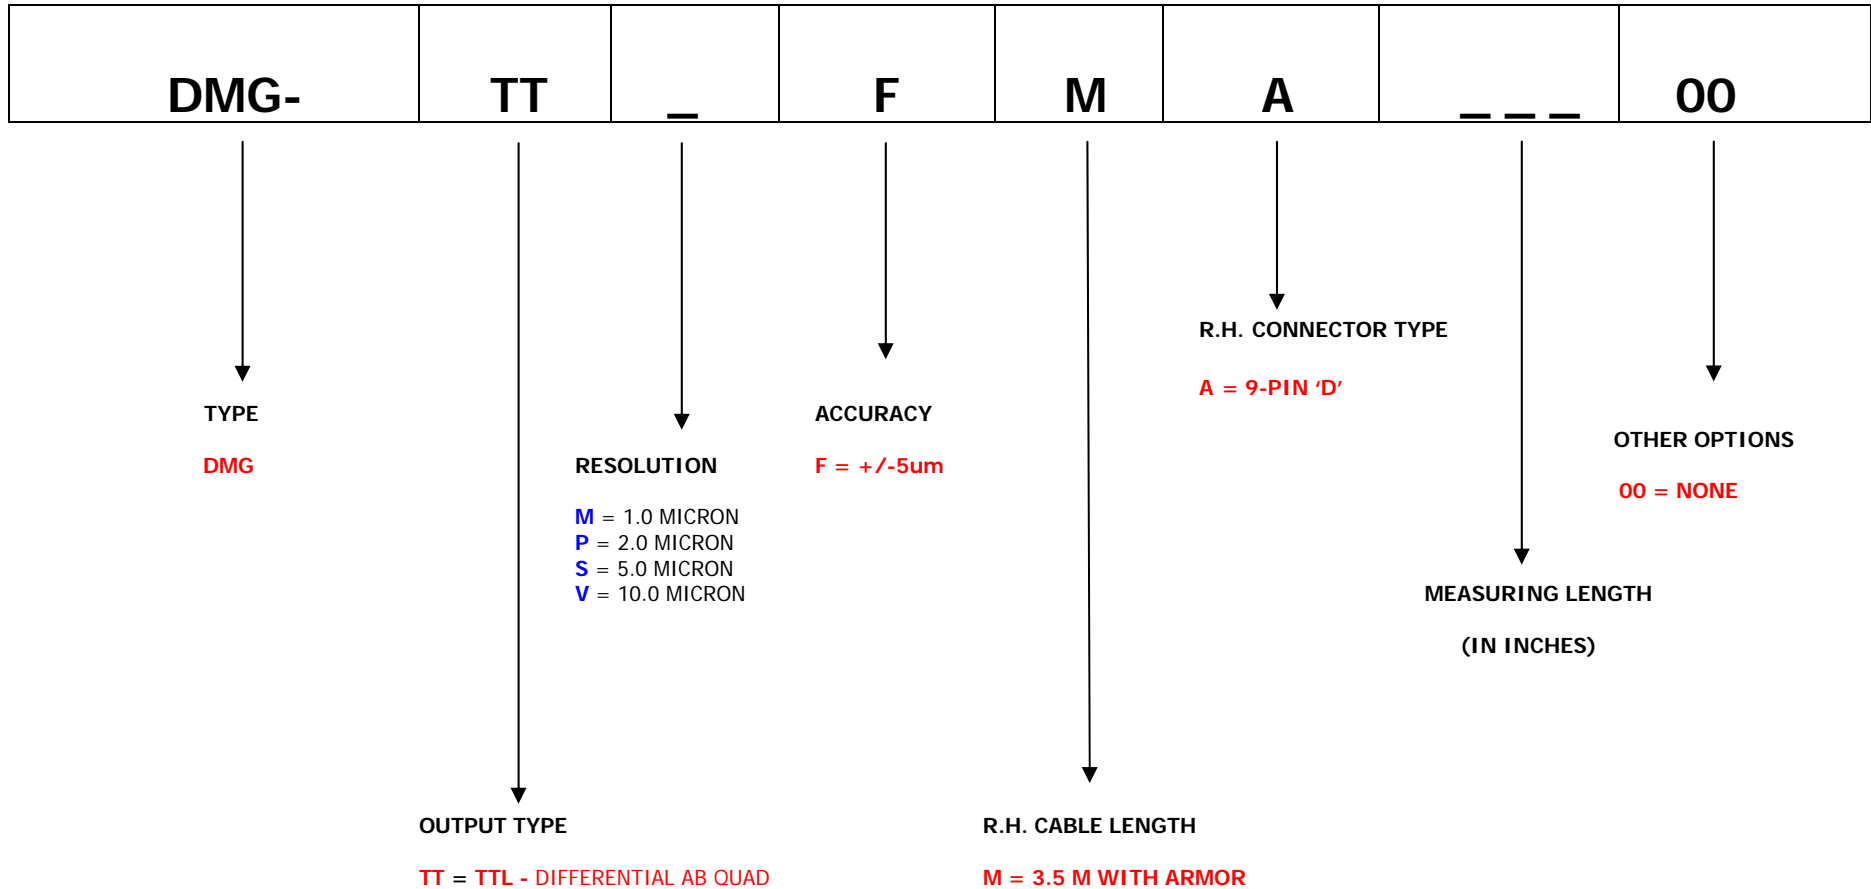 DMG- TT _ F M A _ _ _ 00
R.H. CONNECTOR TYPE
A = 9-PIN ‘D’
TYPE
DMG
RESOLUTION
M = 1.0 MICRON
P = 2.0 MICRON
S = 5.0 MICRON
V = 10.0 MICRON
ACCURACY
F = +/-5um
OTHER OPTIONS
00 = NONE
MEASURING LENGTH
(IN INCHES)
OUTPUT TYPE
TT = TTL - DIFFERENTIAL AB QUAD
R.H. CABLE LENGTH
M = 3.5 M WITH ARMOR